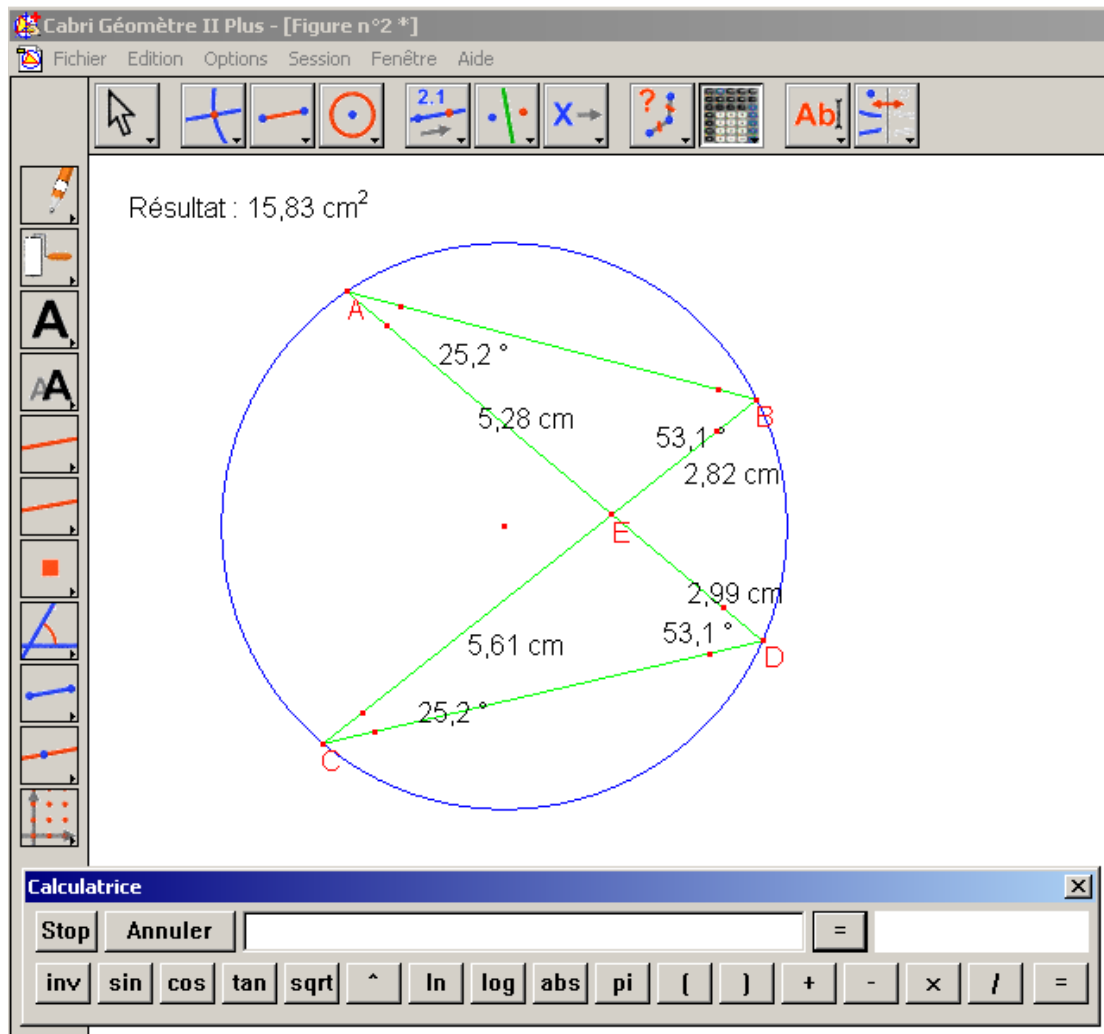 Cabri Géomètre II Plus - [Figure n°2 *]
Fichier Edition Options Session Fenêtre Aide
2.1 X ? Ab
Résultat : 15,83 cm²
A
A
25,2 °
A
A
5,28 cm
B
53,1 °
2,82 cm
E
2,99 cm
53,1 °
5,61 cm
D
25,2 °
C
Calculatrice
Stop Annuler =
inv sin cos tan sqrt ^ ln log abs pi ( ) + - × / =